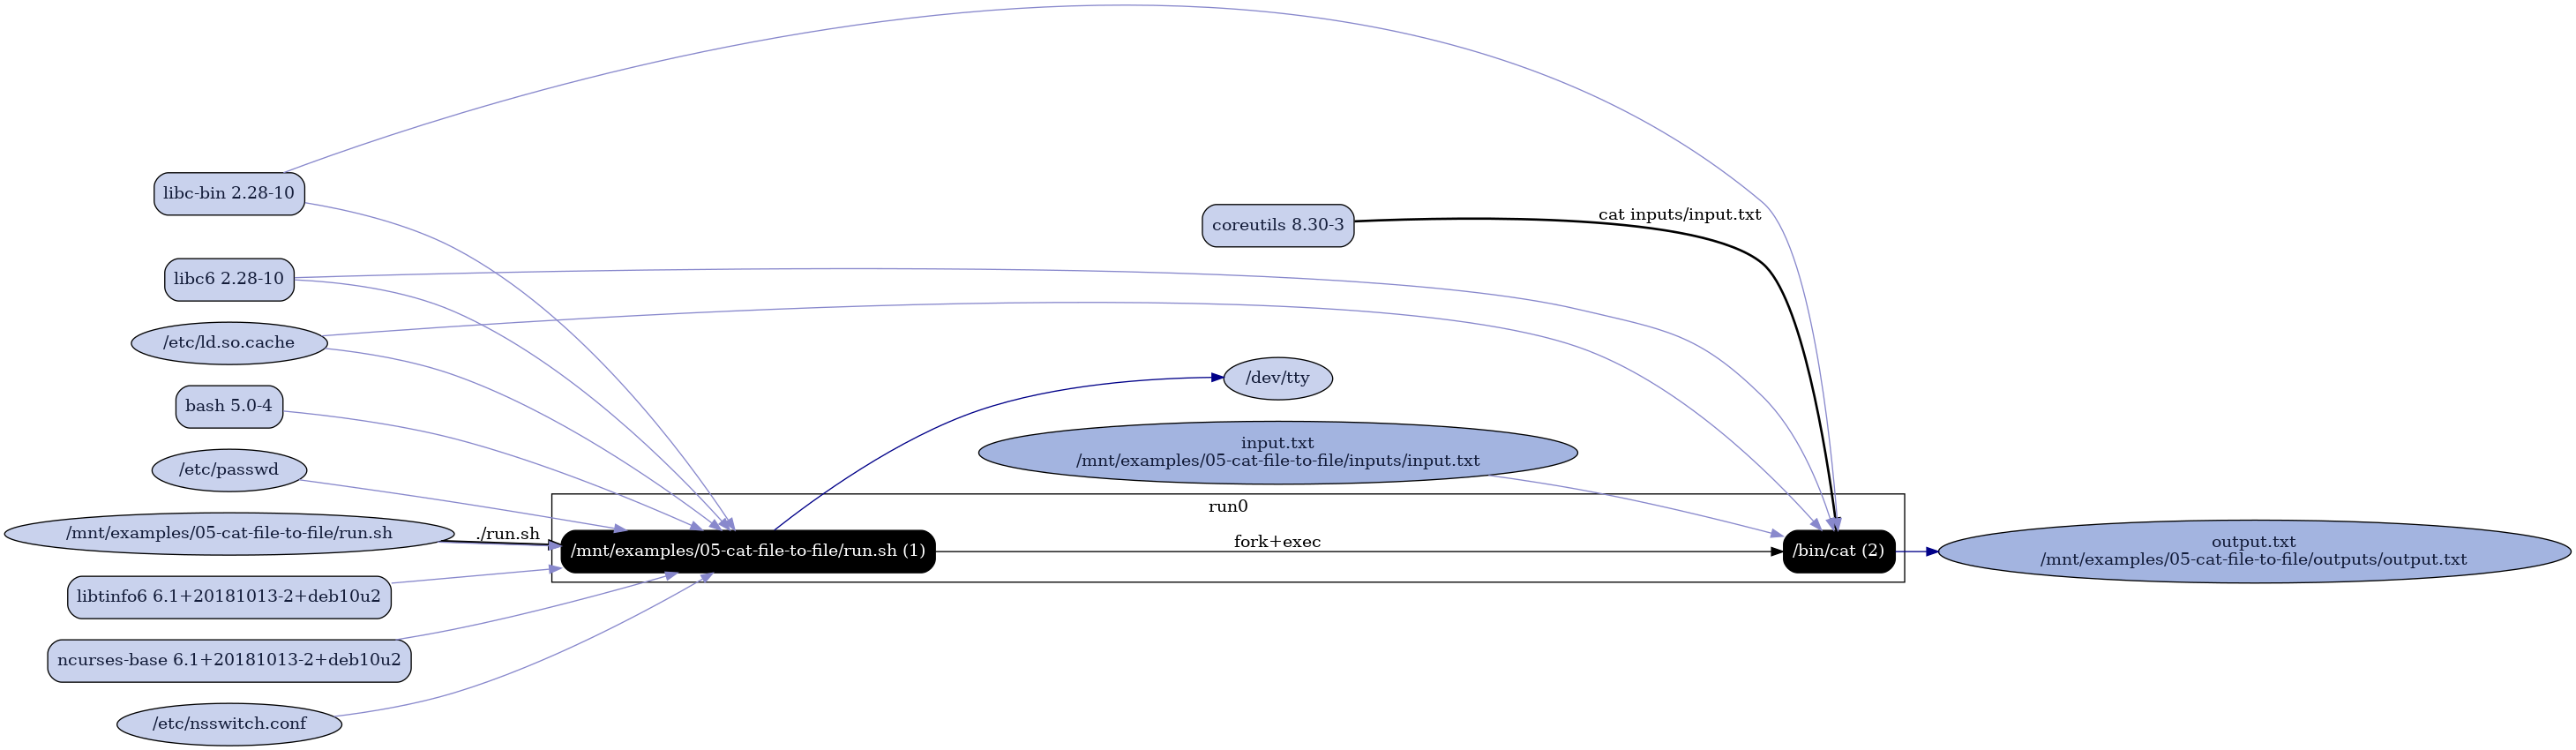 libc-bin 2.28-10
coreutils 8.30-3
cat inputs/input.txt
libc6 2.28-10
/etc/ld.so.cache
/dev/tty
bash 5.0-4
input.txt
/mnt/examples/05-cat-file-to-file/inputs/input.txt
/etc/passwd
run0
/mnt/examples/05-cat-file-to-file/run.sh
./run.sh
/mnt/examples/05-cat-file-to-file/run.sh (1)
fork+exec
/bin/cat (2)
output.txt
/mnt/examples/05-cat-file-to-file/outputs/output.txt
libtinfo6 6.1+20181013-2+deb10u2
ncurses-base 6.1+20181013-2+deb10u2
/etc/nsswitch.conf